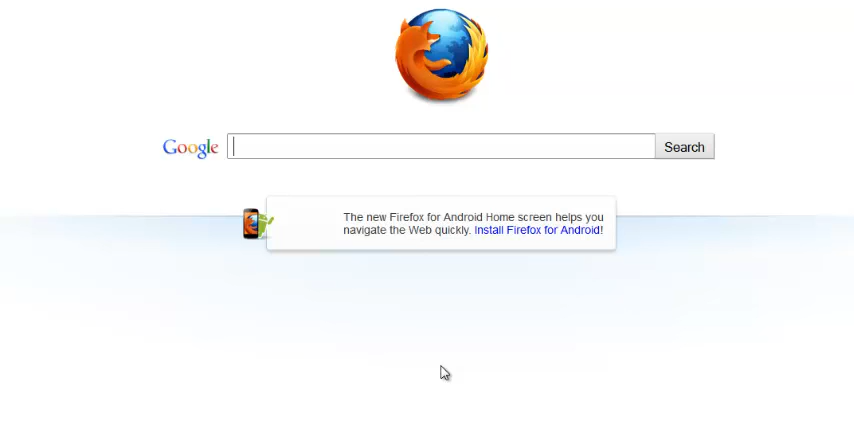 Google
Search
The new Firefox for Android Home screen helps you
navigate the Web quickly. Install Firefox for Android!